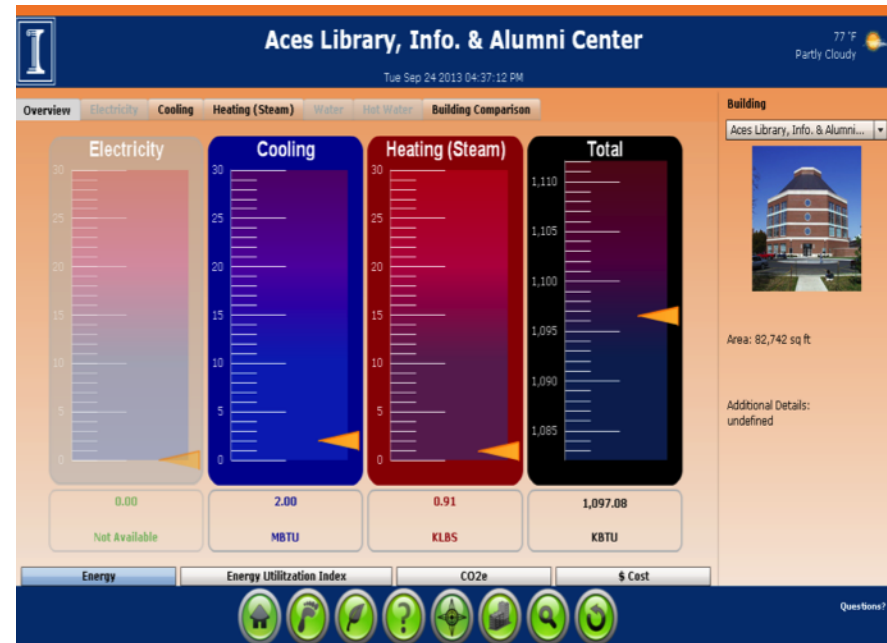 Aces Library, Info. & Alumni Center
Tue Sep 24 2013 04:37:12 PM
77 °F
Partly Cloudy
Overview Electricity Cooling Heating (Steam) Water Hot Water Building Comparison
Building
Aces Library, Info. & Alumni...
Electricity
30
25
20
15
10
5
0
0.00
Not Available
Cooling
30
25
20
15
10
5
0
2.00
MBTU
Heating (Steam)
30
25
20
15
10
5
0
0.91
KLBS
Total
1,110
1,105
1,100
1,095
1,090
1,085
1,097.08
KBTU
Area: 82,742 sq ft
Additional Details:
undefined
Energy Energy Utilitzation Index CO2e $ Cost
?
Questions?